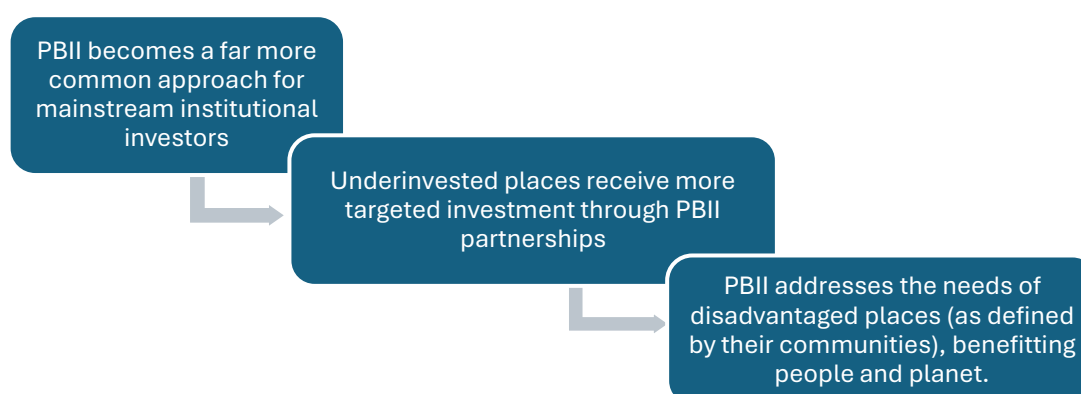 PBII becomes a far more
common approach for
mainstream institutional
investors
Underinvested places receive more
targeted investment through PBII
partnerships
PBII addresses the needs of
disadvantaged places (as defined
by their communities), benefitting
people and planet.